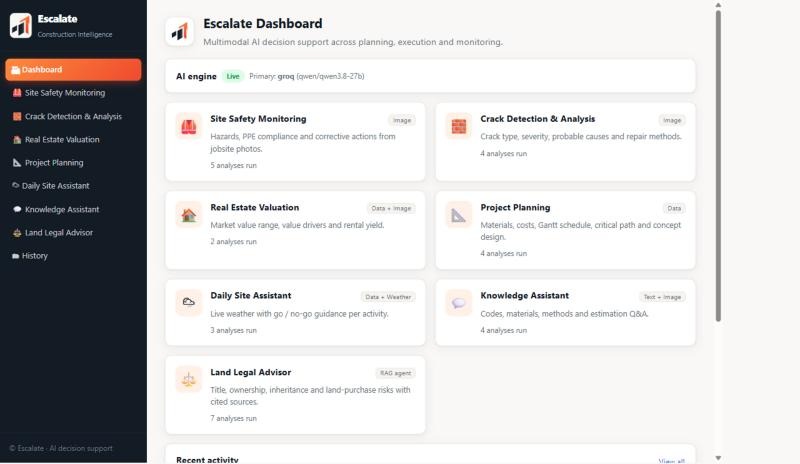 Escalate
Construction Intelligence
Dashboard
Site Safety Monitoring
Crack Detection & Analysis
Real Estate Valuation
Project Planning
Daily Site Assistant
Knowledge Assistant
Land Legal Advisor
History
© Escalate · AI decision support
Escalate Dashboard
Multimodal AI decision support across planning, execution and monitoring.
AI engine Live Primary: groq (qwen/qwen3.8-27b)
Site Safety Monitoring Image
Hazards, PPE compliance and corrective actions from
jobsite photos.
5 analyses run
Crack Detection & Analysis Image
Crack type, severity, probable causes and repair methods.
4 analyses run
Real Estate Valuation Data + Image
Market value range, value drivers and rental yield.
2 analyses run
Project Planning Data
Materials, costs, Gantt schedule, critical path and concept
design.
4 analyses run
Daily Site Assistant Data + Weather
Live weather with go / no-go guidance per activity.
3 analyses run
Knowledge Assistant Text + Image
Codes, materials, methods and estimation Q&A.
4 analyses run
Land Legal Advisor RAG agent
Title, ownership, inheritance and land-purchase risks with
cited sources.
7 analyses run
Recent activity View all